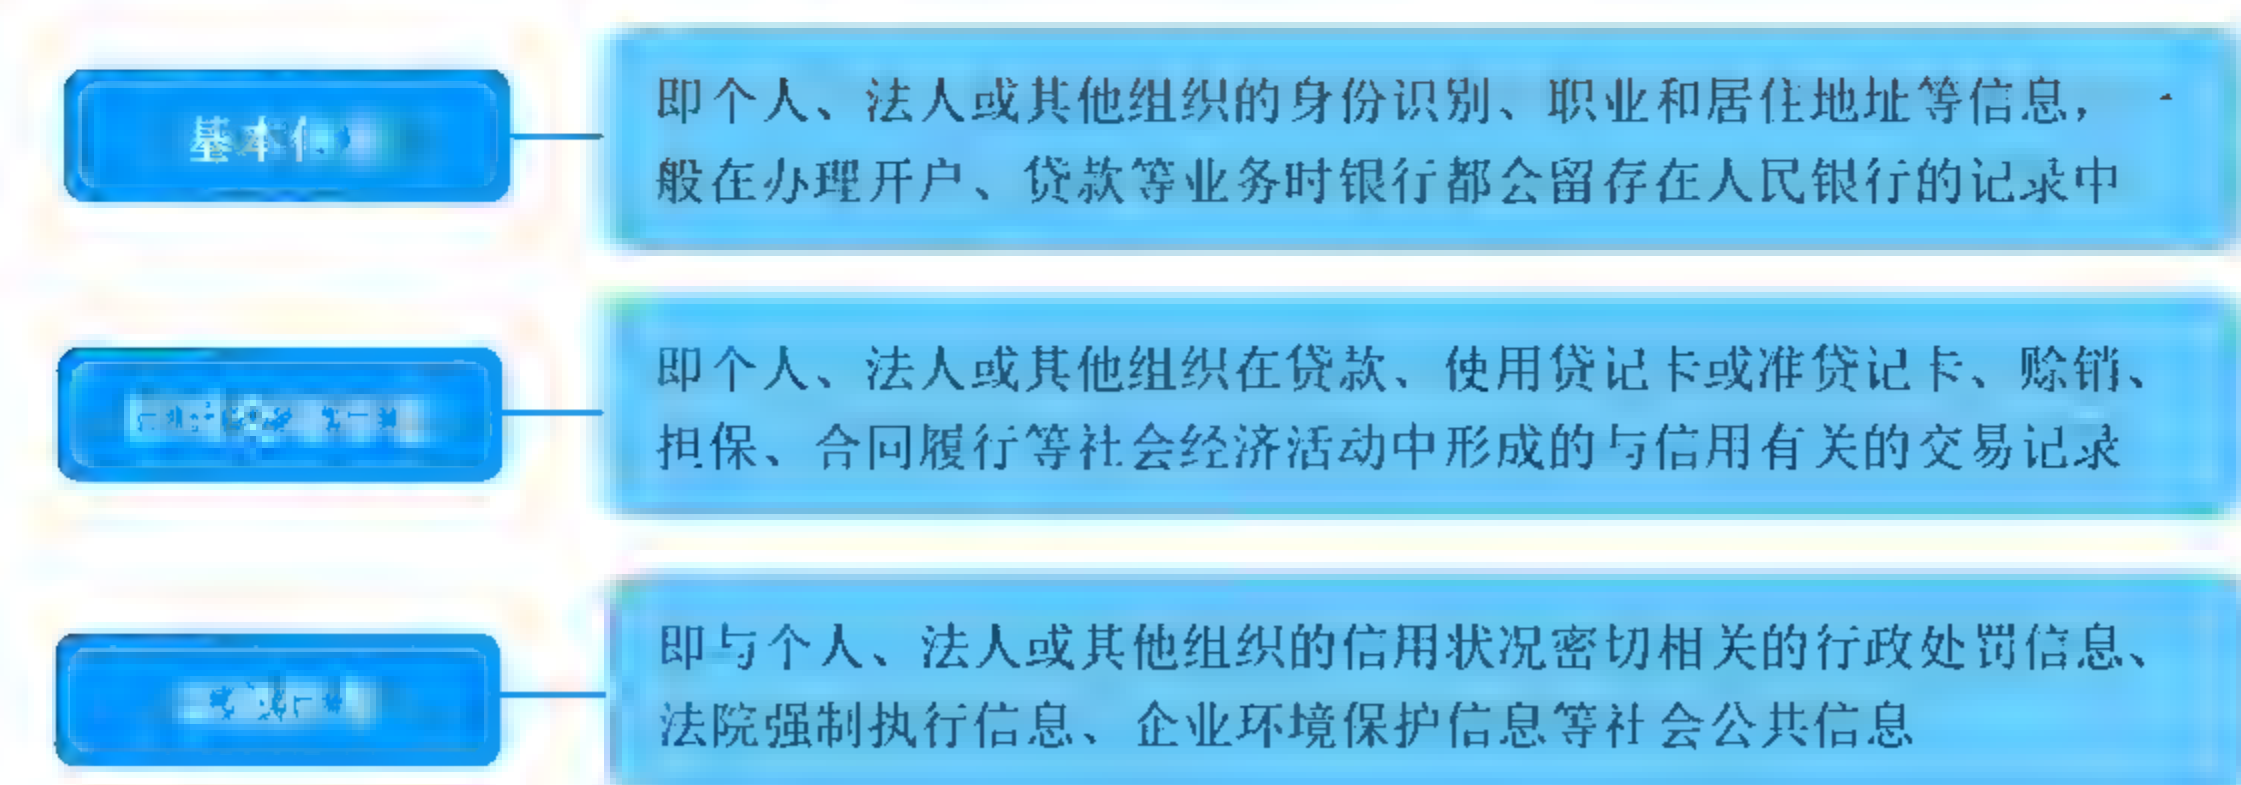 基本
即个人、法人或其他组织的身份识别、职业和居住地址等信息，一
般在办理开户、贷款等业务时银行都会留存在人民银行的记录中
即个人、法人或其他组织在贷款、使用贷记卡或准贷记卡、赊销、
担保、合同履行等社会经济活动中形成的与信用有关的交易记录
即与个人、法人或其他组织的信用状况密切相关的行政处罚信息、
法院强制执行信息、企业环境保护信息等社会公共信息